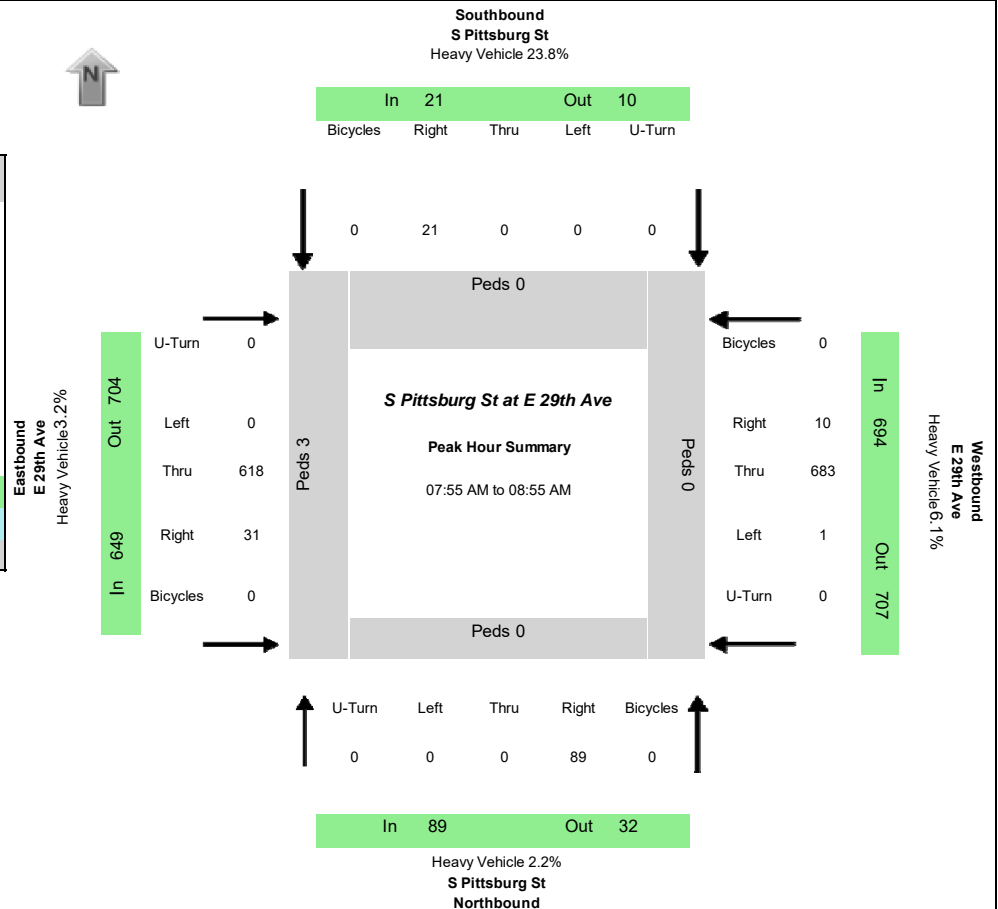 Southbound
S Pittsburg St
Heavy Vehicle 23.8%
N
In 21 Out 10
Bicycles Right Thru Left U-Turn
0 21 0 0 0
Peds 0
U-Turn 0
Left 0
Thru 618
Right 31
Bicycles 0
Out 704
In 649
Eastbound
E 29th Ave
Heavy Vehicle3.2%
Peds 3
S Pittsburg St at E 29th Ave
Peak Hour Summary
07:55 AM to 08:55 AM
Peds 0
Bicycles 0
Right 10
Thru 683
Left 1
U-Turn 0
In 694
Out 707
Westbound
E 29th Ave
Heavy Vehicle6.1%
Peds 0
U-Turn Left Thru Right Bicycles
0 0 0 89 0
In 89 Out 32
Heavy Vehicle 2.2%
S Pittsburg St
Northbound